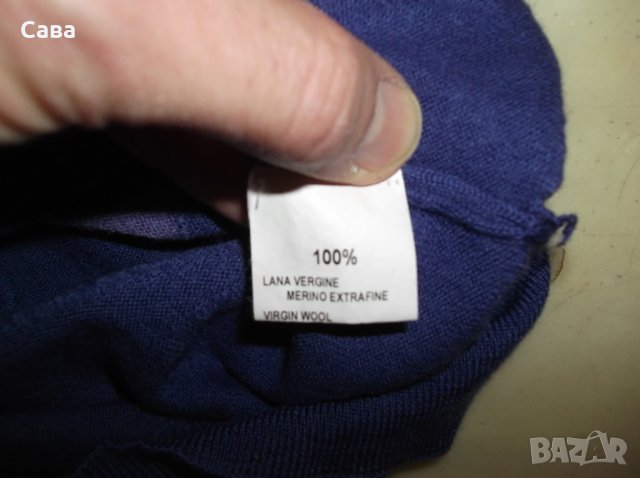 Сава
100%
LANA VERGINE
MERINO EXTRAFINE
VIRGIN WOOL
BAZAR